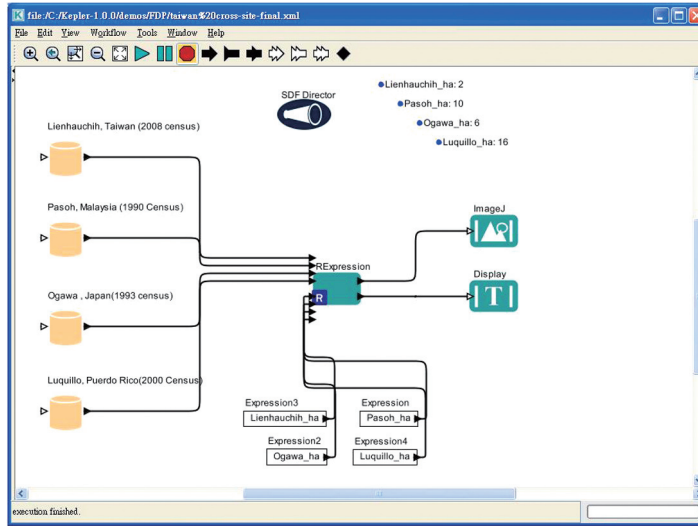 file:/C:/Kepler-1.0.0/demos/FDP/taiwan%20cross-site-final.xml
File Edit View Workflow Tools Window Help
SDF Director
Lienhauchih_ha: 2
Pasoh_ha: 10
Ogawa_ha: 6
Luquillo_ha: 16
Lienhauchih, Taiwan (2008 census)
Pasoh, Malaysia (1990 Census)
Ogawa , Japan(1993 census)
Luquillo, Puerdo Rico(2000 Census)
RExpression
R
ImageJ
Display
T
Expression3
Lienhauchih_ha
Expression
Pasoh_ha
Expression2
Ogawa_ha
Expression4
Luquillo_ha
execution finished.